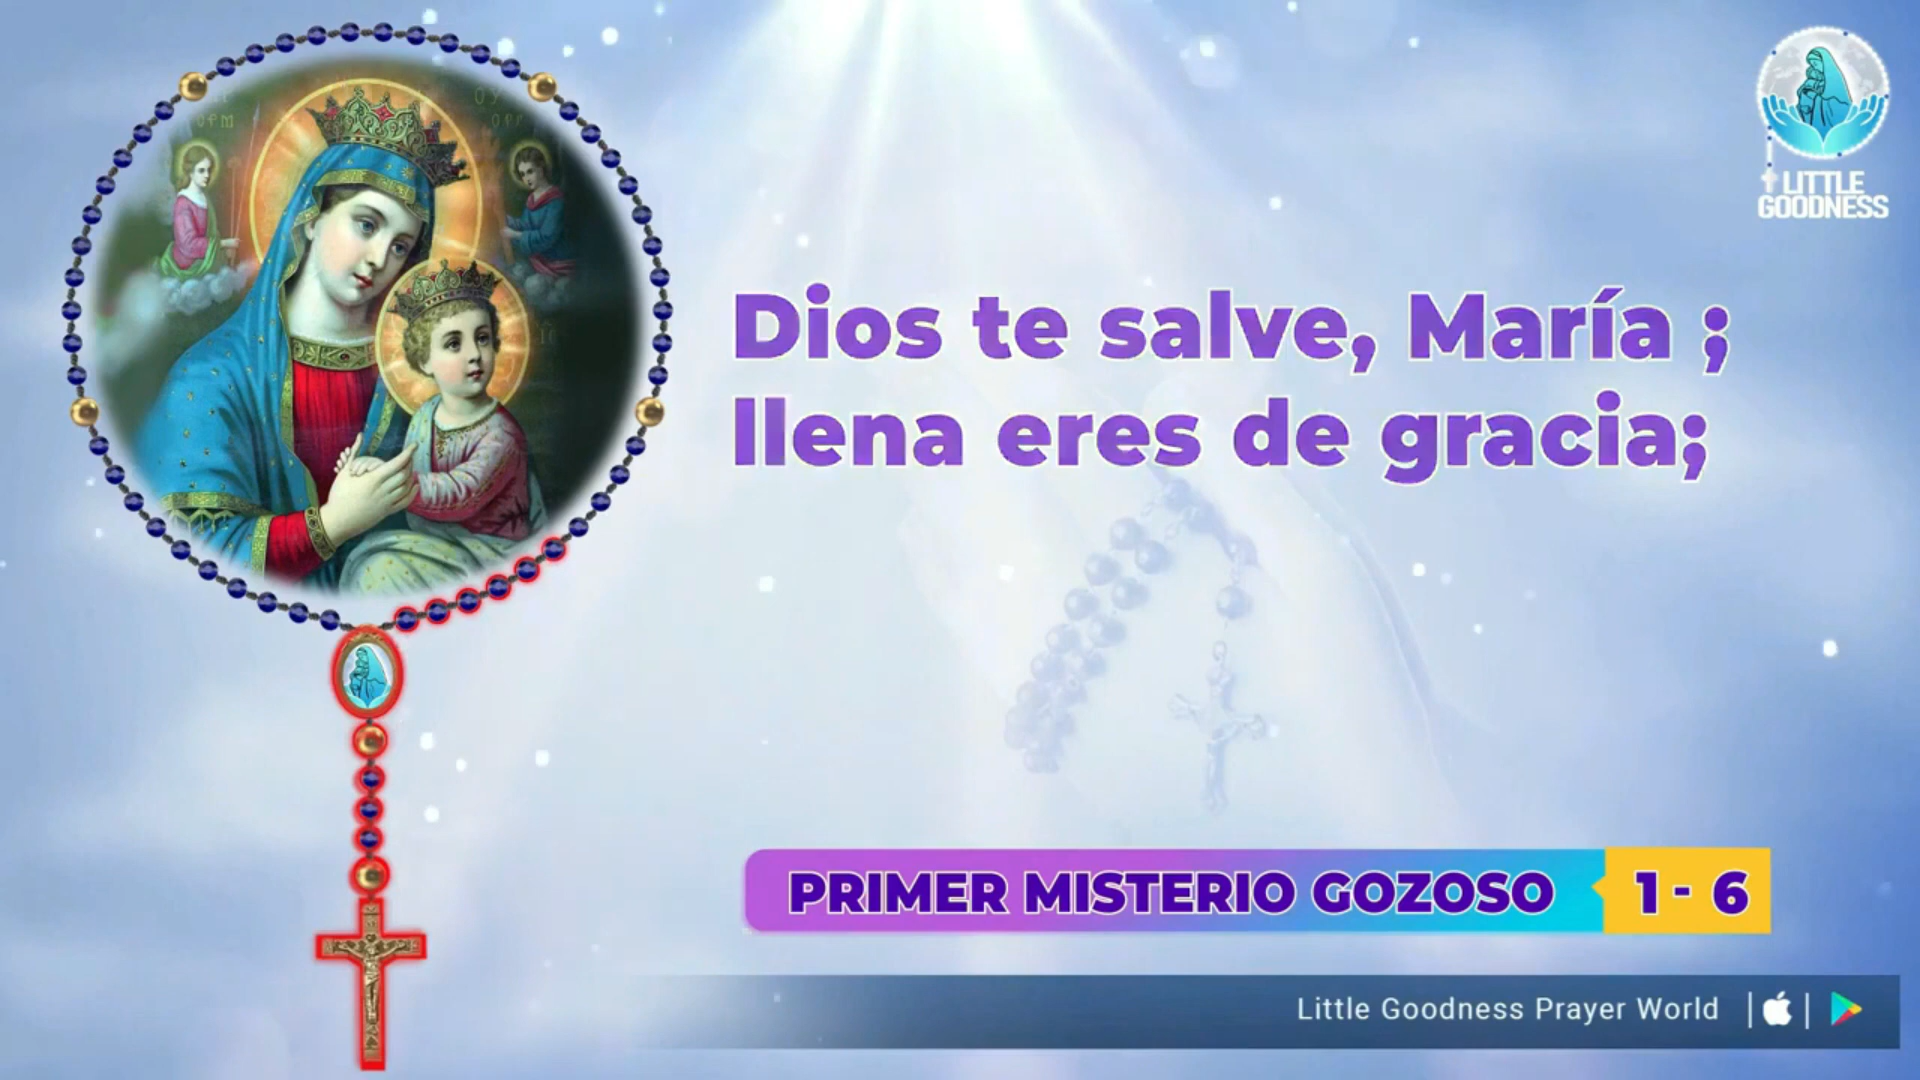 LITTLE
GOODNESS
Dios te salve, María ;
llena eres de gracia;
PRIMER MISTERIO GOZOSO 1 - 6
Little Goodness Prayer World